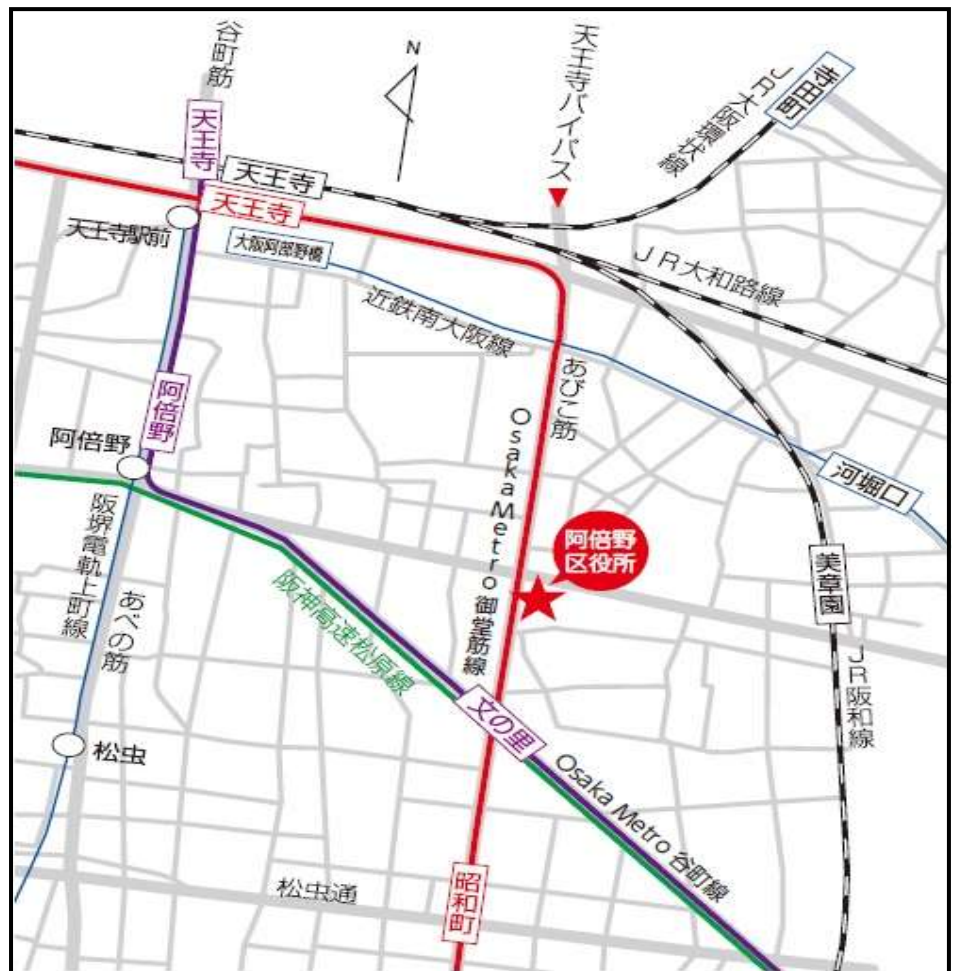 谷町筋
N
天王寺バイパス
寺田町
JR大阪環状線
天王寺
天王寺
天王寺
天王寺駅前
大阪阿部野橋
JR大和路線
近鉄南大阪線
あびこ筋
阿倍野
阿倍野
Osaka Metro 御堂筋線
河堀口
阪堺電軌上町線
阿倍野
区役所
美章園
あべの筋
阪神高速松原線
JR阪和線
文の里
松虫
Osaka Metro 谷町線
松虫通
昭和町